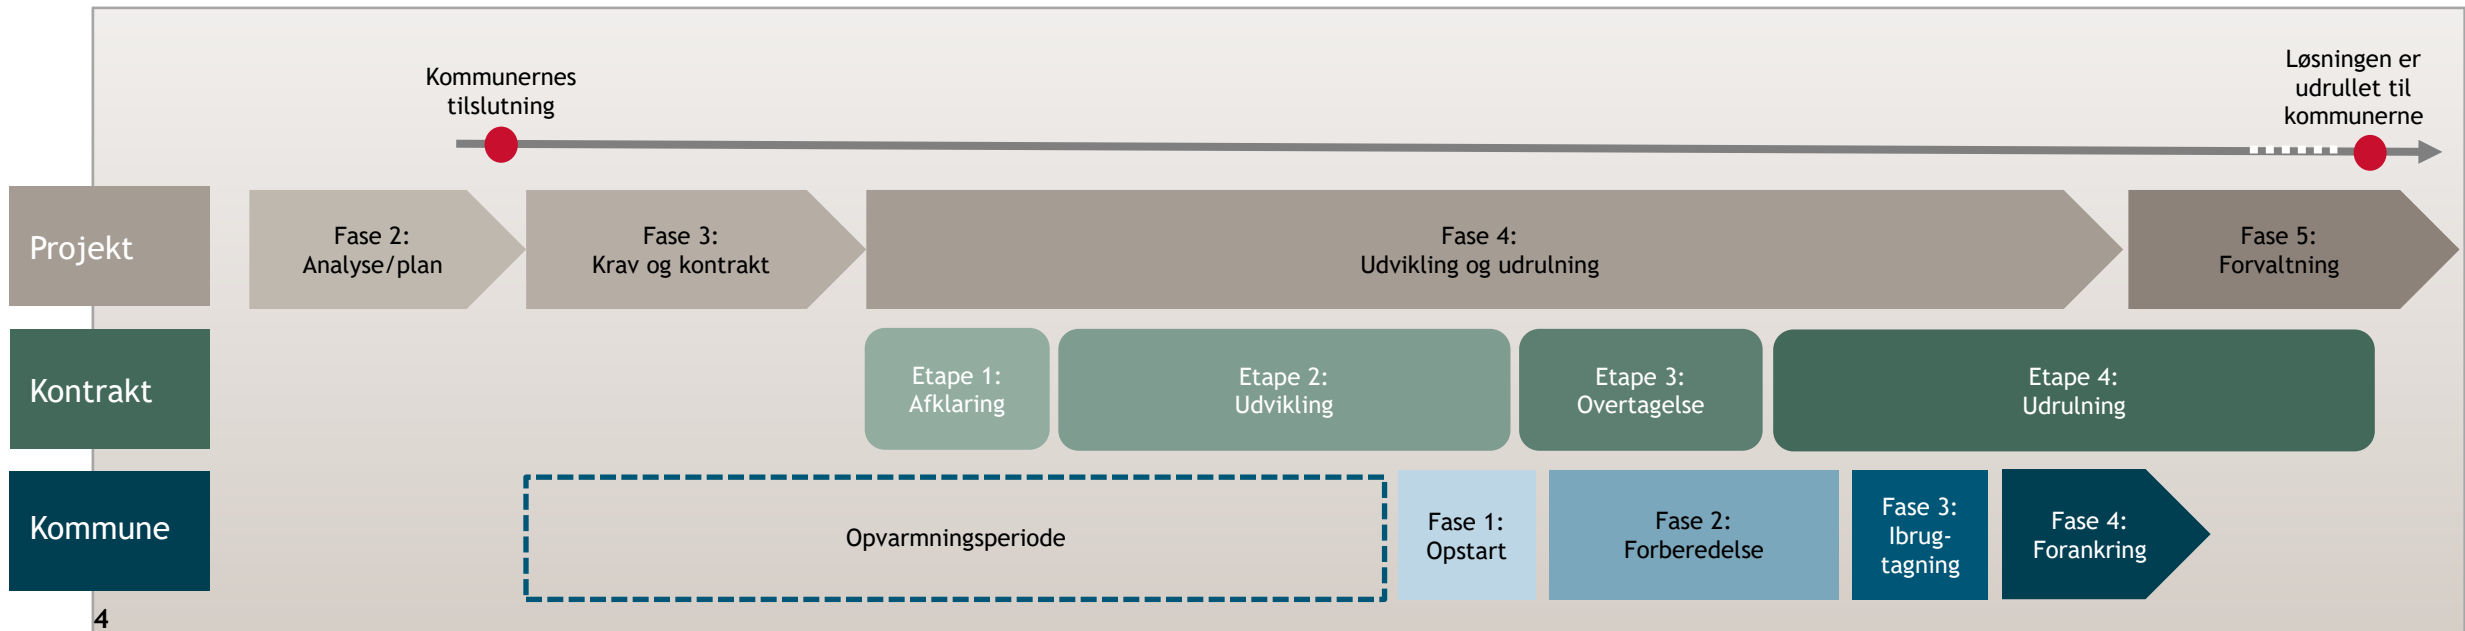 Kommunernes
tilslutning
Løsningen er
udrullet til
kommunerne
Projekt
Fase 2:
Analyse/plan
Fase 3:
Krav og kontrakt
Fase 4:
Udvikling og udrulning
Fase 5:
Forvaltning
Kontrakt
Etape 1:
Afklaring
Etape 2:
Udvikling
Etape 3:
Overtagelse
Etape 4:
Udrulning
Kommune
Opvarmningsperiode
Fase 1:
Opstart
Fase 2:
Forberedelse
Fase 3:
Ibrug-
tagning
Fase 4:
Forankring
4